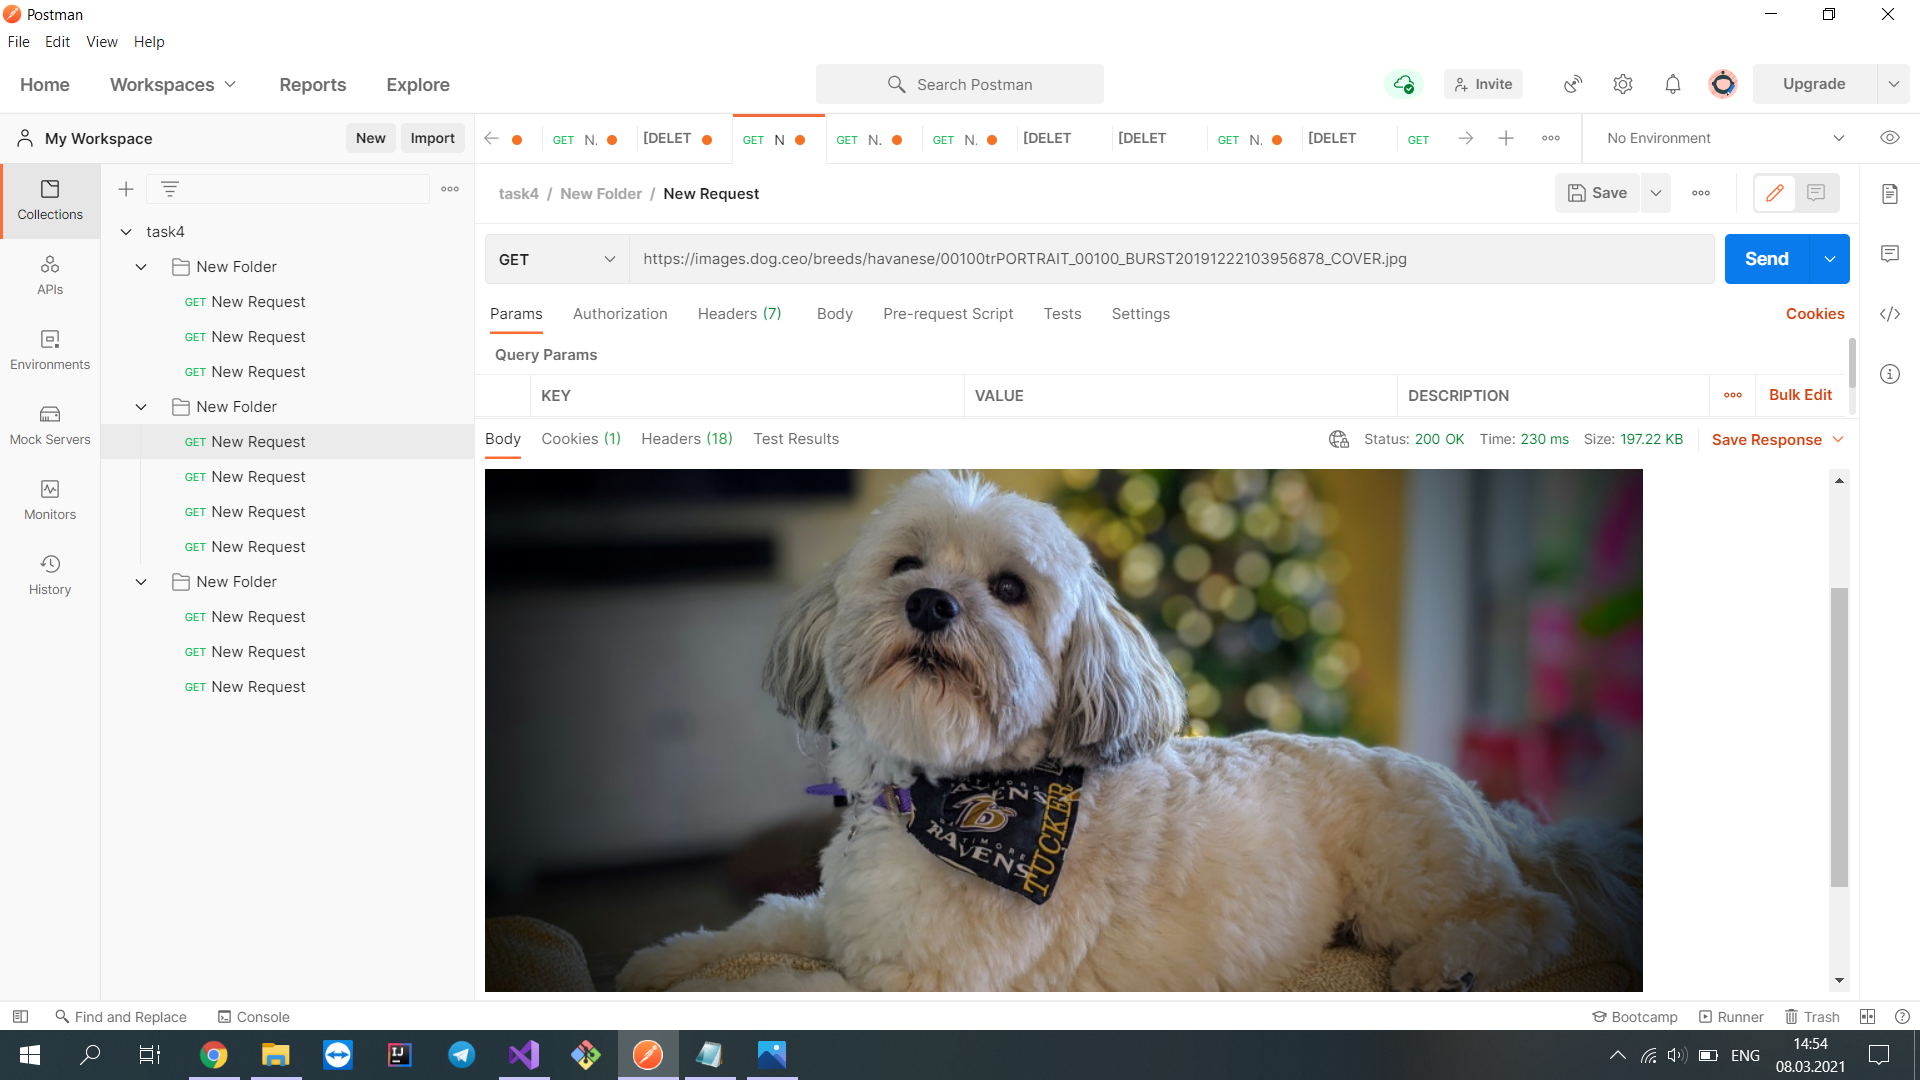 Postman
File Edit View Help
Home Workspaces Reports Explore Search Postman Invite Upgrade
My Workspace New Import GET N. [DELET GET N GET N. GET N. [DELET [DELET GET N. [DELET GET No Environment
Collections
APIs
Environments
Mock Servers
Monitors
History
task4
New Folder
GET New Request
GET New Request
GET New Request
New Folder
GET New Request
GET New Request
GET New Request
GET New Request
New Folder
GET New Request
GET New Request
GET New Request
task4 / New Folder / New Request Save
GET https://images.dog.ceo/breeds/havanese/00100trPORTRAIT_00100_BURST20191222103956878_COVER.jpg Send
Params Authorization Headers (7) Body Pre-request Script Tests Settings Cookies
Query Params
KEY VALUE DESCRIPTION Bulk Edit
Body Cookies (1) Headers (18) Test Results Status: 200 OK Time: 230 ms Size: 197.22 KB Save Response
RAVENS
TUCKER
Find and Replace Console Bootcamp Runner Trash
ENG 14:54
08.03.2021